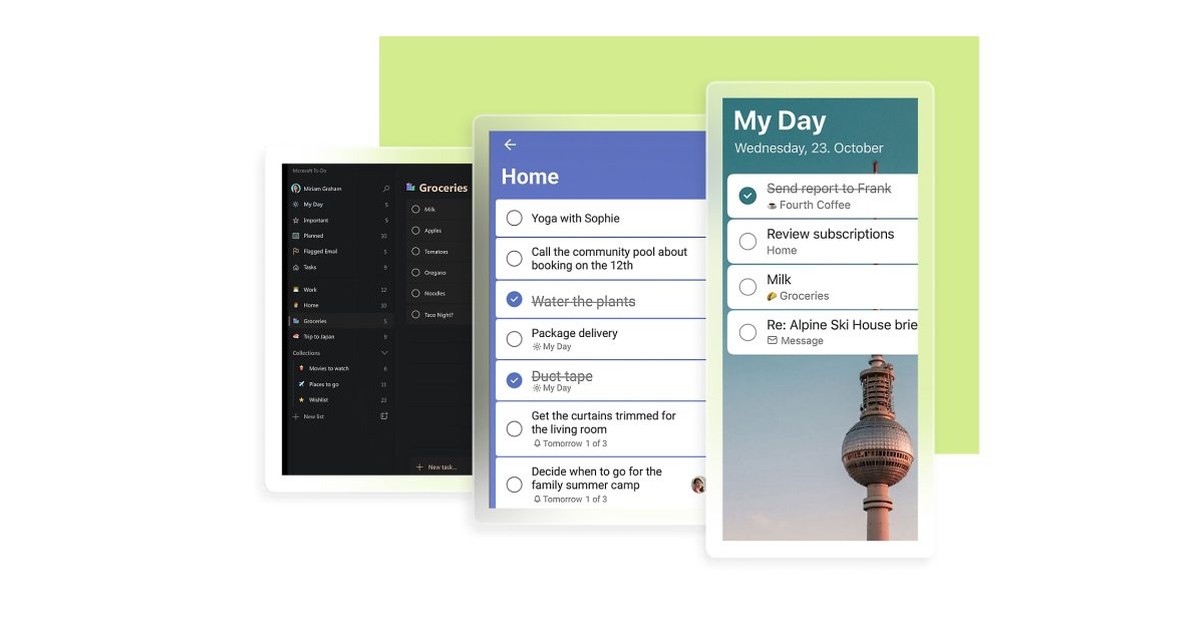 Microsoft To Do
Miriam Graham
My Day 5
Important 5
Planned 10
Flagged Email 5
Tasks 9
Work 12
Home 10
Groceries 5
Trip to Japan 9
Collections
Movies to watch 6
Places to go
Wishlist 23
New list
Groceries
Milk
Apples
Tomatoes
Oregano
Noodles
Taco Night!
New task...
Home
Yoga with Sophie
Call the community pool about
booking on the 12th
Water the plants
Package delivery
My Day
Duct tape
My Day
Get the curtains trimmed for
the living room
Tomorrow 1 of 3
Decide when to go for the
family summer camp
Tomorrow 1 of 3
My Day
Wednesday, 23. October
Send report to Frank
Fourth Coffee
Review subscriptions
Home
Milk
Groceries
Re: Alpine Ski House brie
Message